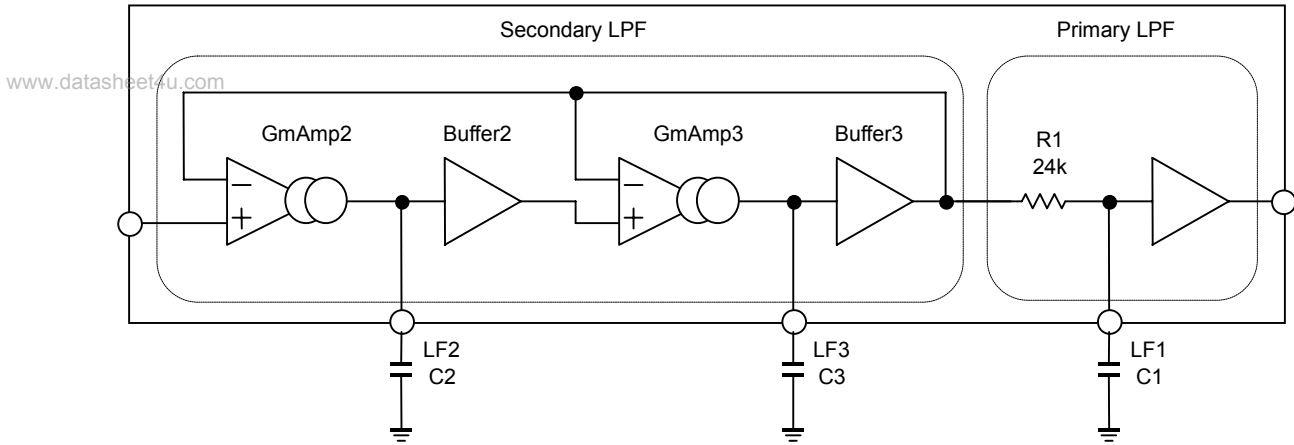 Secondary LPF
Primary LPF
www.datasheet4u.com
GmAmp2
Buffer2
GmAmp3
Buffer3
R1
24k
−
+
−
+
LF2
C2
LF3
C3
LF1
C1